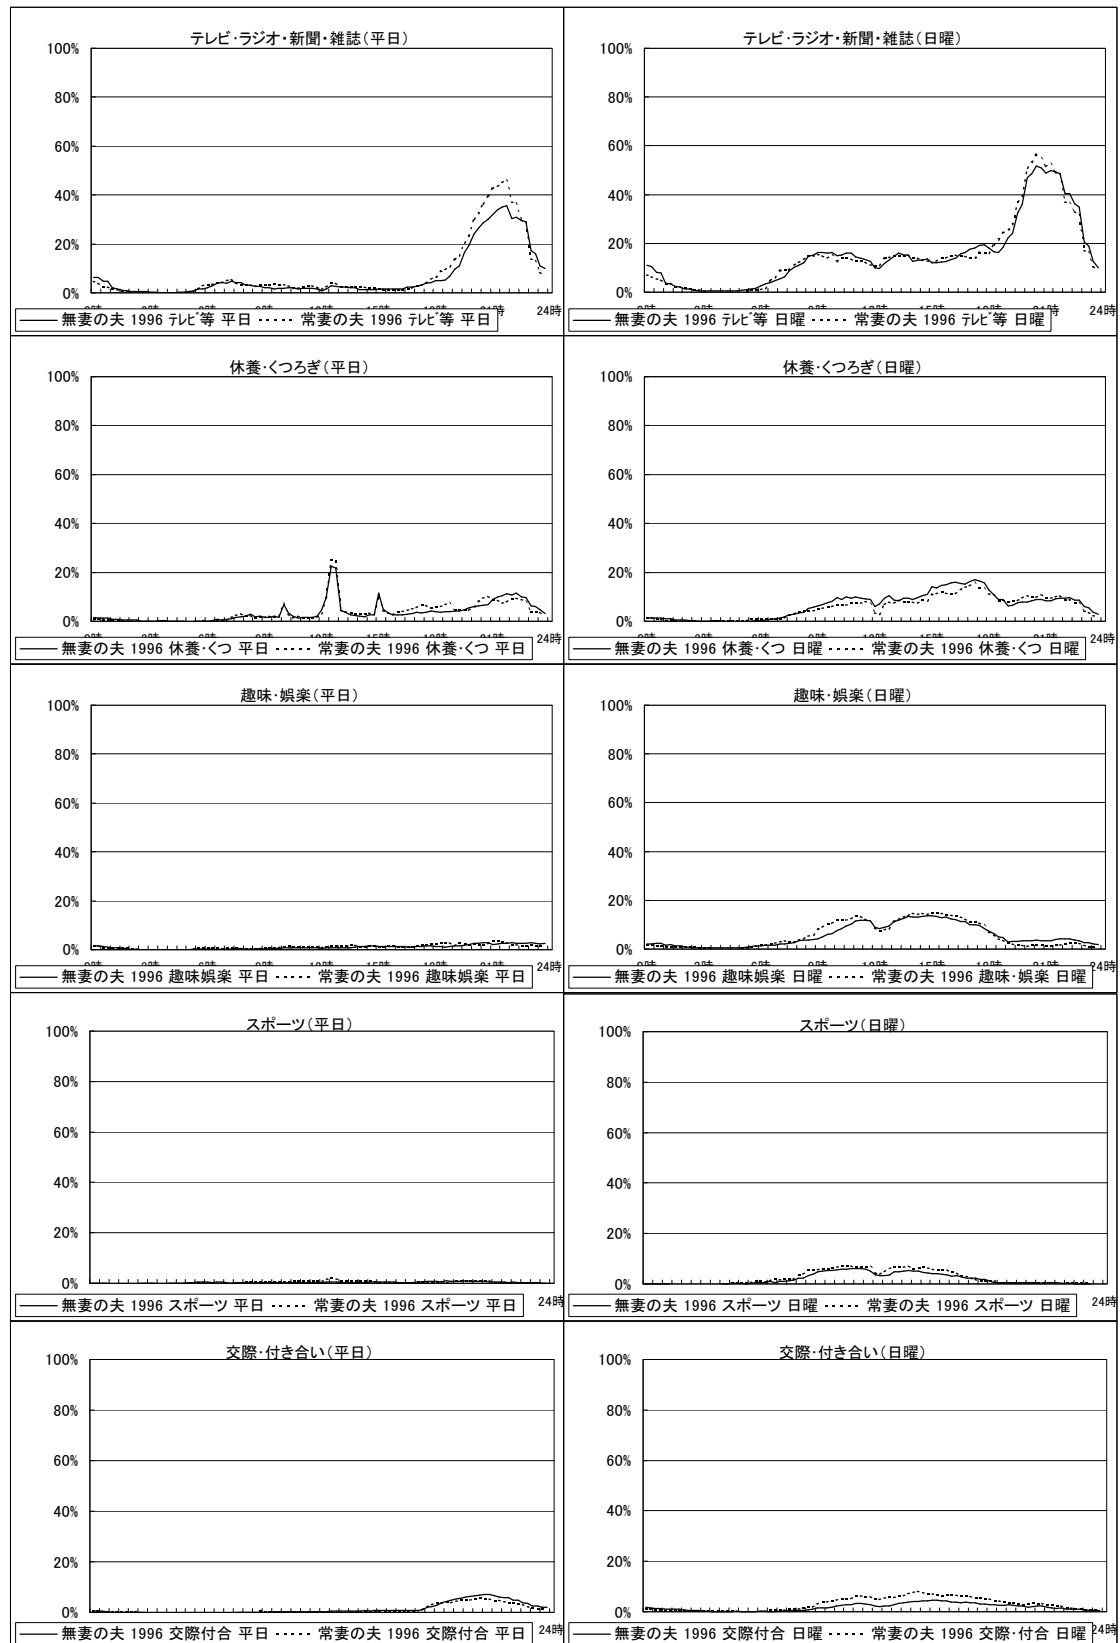 テレビ・ラジオ・新聞・雑誌(平日)
100%
80%
60%
40%
20%
0%
24時
無妻の夫 1996 テレビ等 平日 常妻の夫 1996 テレビ等 平日
テレビ・ラジオ・新聞・雑誌(日曜)
100%
80%
60%
40%
20%
0%
24時
無妻の夫 1996 テレビ等 日曜 常妻の夫 1996 テレビ等 日曜
休養・くつろぎ(平日)
100%
80%
60%
40%
20%
0%
24時
無妻の夫 1996 休養・くつ 平日 常妻の夫 1996 休養・くつ 平日
休養・くつろぎ(日曜)
100%
80%
60%
40%
20%
0%
24時
無妻の夫 1996 休養・くつ 日曜 常妻の夫 1996 休養・くつ 日曜
趣味・娯楽(平日)
100%
80%
60%
40%
20%
0%
24時
無妻の夫 1996 趣味娯楽 平日 常妻の夫 1996 趣味娯楽 平日
趣味・娯楽(日曜)
100%
80%
60%
40%
20%
0%
24時
無妻の夫 1996 趣味娯楽 日曜 常妻の夫 1996 趣味・娯楽 日曜
スポーツ(平日)
100%
80%
60%
40%
20%
0%
24時
無妻の夫 1996 スポーツ 平日 常妻の夫 1996 スポーツ 平日
スポーツ(日曜)
100%
80%
60%
40%
20%
0%
24時
無妻の夫 1996 スポーツ 日曜 常妻の夫 1996 スポーツ 日曜
交際・付き合い(平日)
100%
80%
60%
40%
20%
0%
24時
無妻の夫 1996 交際付合 平日 常妻の夫 1996 交際付合 平日
交際・付き合い(日曜)
100%
80%
60%
40%
20%
0%
24時
無妻の夫 1996 交際付合 日曜 常妻の夫 1996 交際・付合 日曜